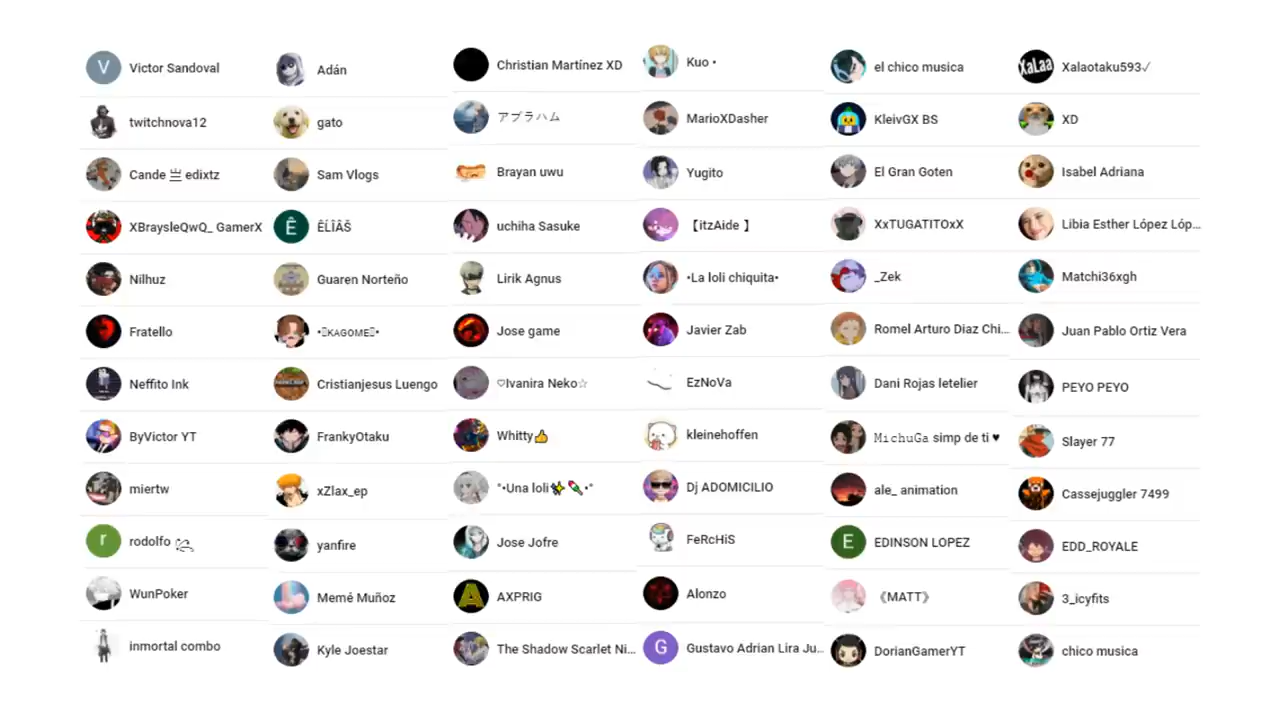 V Victor Sandoval
twitchnova12
Cande 亗 edixtz
XBraysleQwQ_ GamerX
Nilhuz
Fratello
Neffito Ink
ByVictor YT
miertw
r rodolfo
WunPoker
inmortal combo
Adán
gato
Sam Vlogs
Ê ÊĹÎÂŠ
Guaren Norteño
•▯ᴋᴀɢᴏᴍᴇ▯•
Cristianjesus Luengo
FrankyOtaku
xZlax_ep
yanfire
Memé Muñoz
Kyle Joestar
Christian Martínez XD
アブラハム
Brayan uwu
uchiha Sasuke
Lirik Agnus
Jose game
♡Ivanira Neko☆
Whitty👍
°•Una loli✨🍡•°
Jose Jofre
A AXPRIG
The Shadow Scarlet Ni...
Kuo •
MarioXDasher
Yugito
【itzAide 】
•La loli chiquita•
Javier Zab
EzNoVa
kleinehoffen
Dj ADOMICILIO
FeRcHiS
Alonzo
G Gustavo Adrian Lira Ju...
el chico musica
KleivGX BS
El Gran Goten
XxTUGATITOxX
_Zek
Romel Arturo Diaz Chi...
Dani Rojas letelier
𝙼𝚒𝚌𝚑𝚞𝙶𝚊 simp de ti ♥
ale_ animation
E EDINSON LOPEZ
《MATT》
DorianGamerYT
XaLaa Xalaotaku593✓
XD
Isabel Adriana
Libia Esther López Lóp...
Matchi36xgh
Juan Pablo Ortiz Vera
PEYO PEYO
Slayer 77
Cassejuggler 7499
EDD_ROYALE
3_icyfits
chico musica